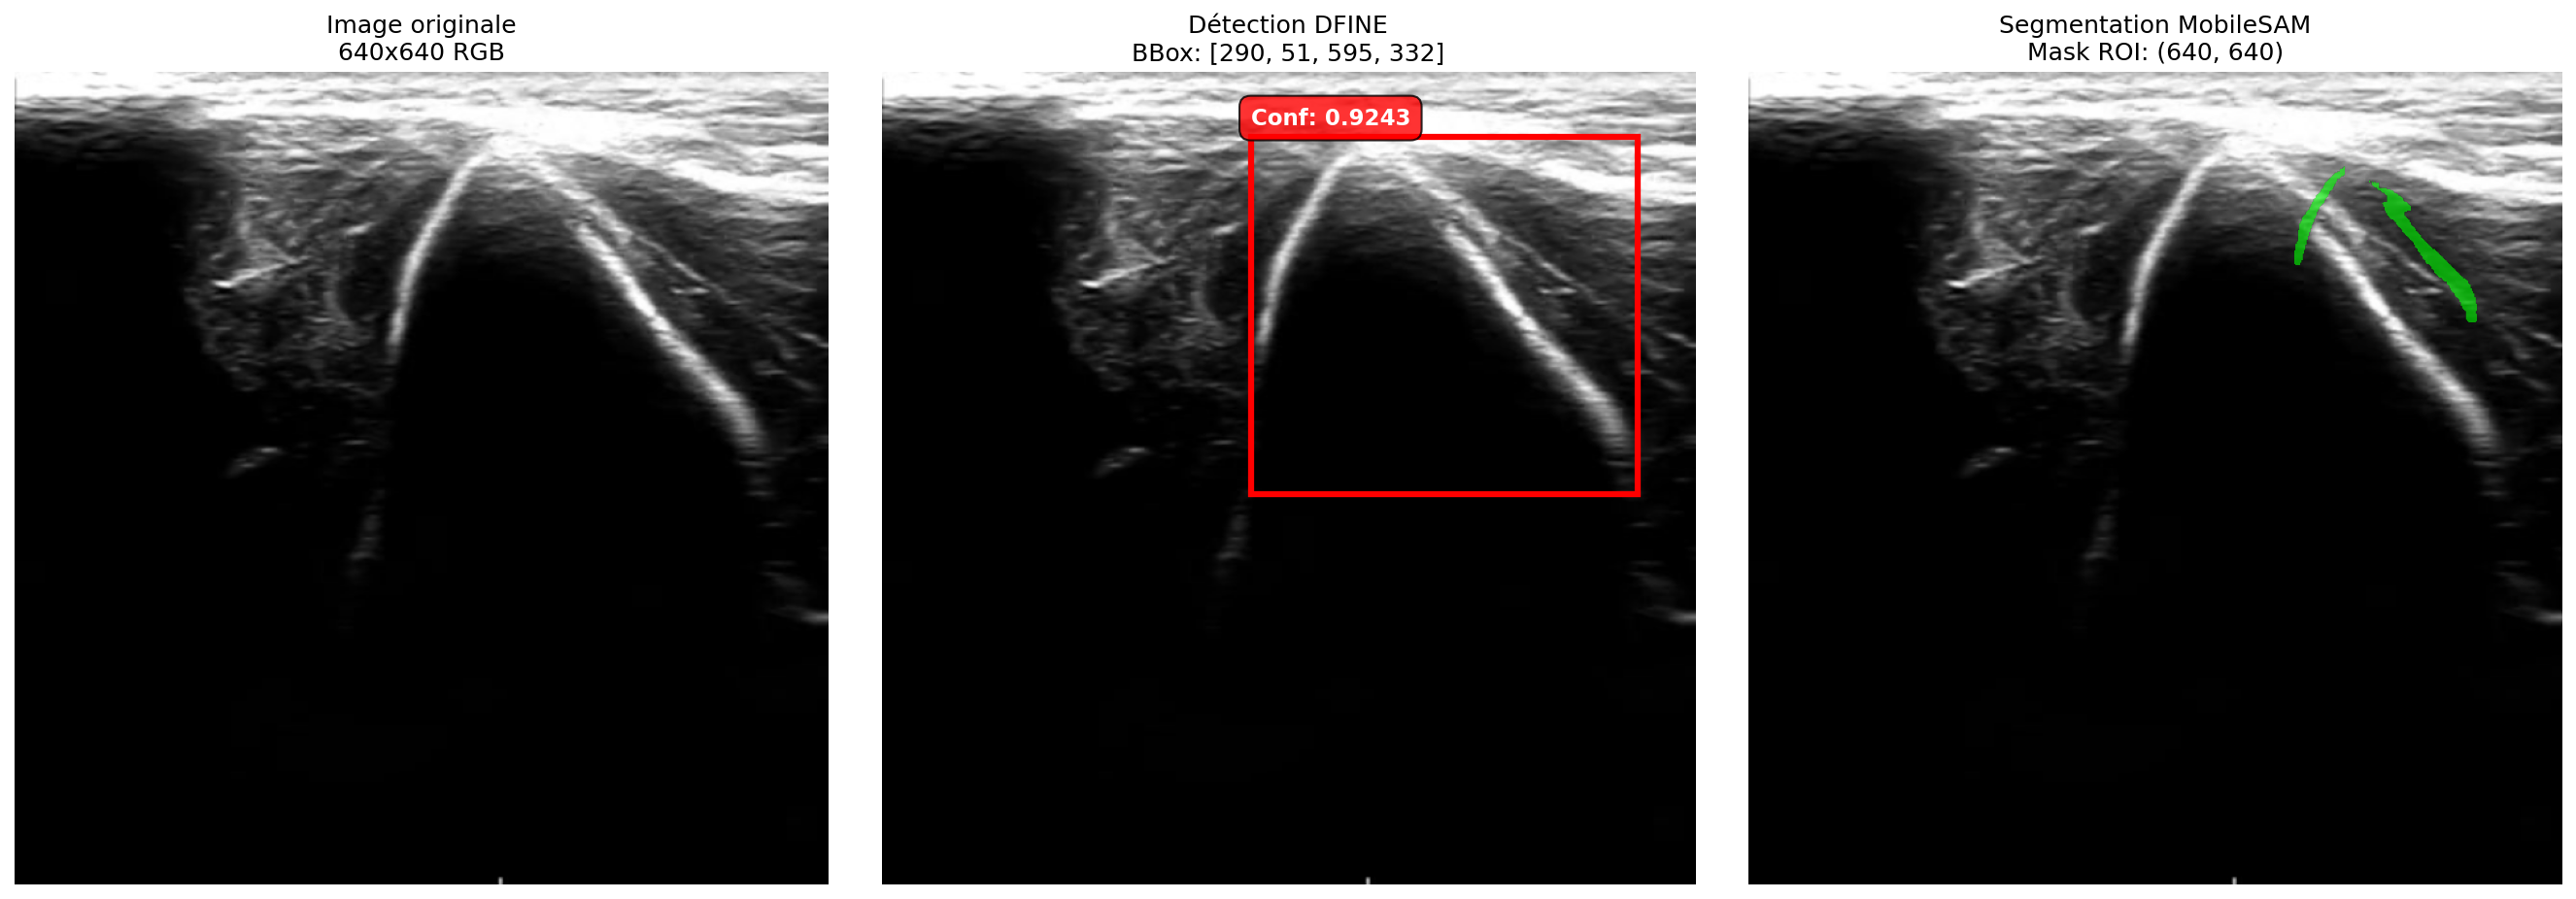 Image originale
640x640 RGB
Détection DFINE
BBox: [290, 51, 595, 332]
Conf: 0.9243
Segmentation MobileSAM
Mask ROI: (640, 640)